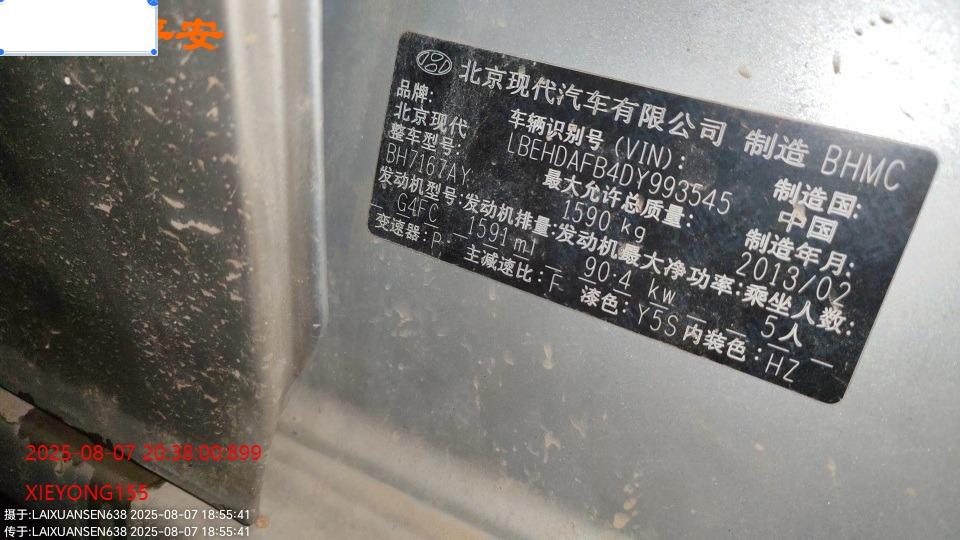 平安
北京现代汽车有限公司 制造 BHMC
品牌:
北京现代
车辆识别号 (VIN):
LBEHDAFB4DY993545
制造国:
中国
整车型号:
BH7167AY
最大允许总质量:
1590 kg
制造年月:
2013/02
发动机型号:
G4FC
发动机排量:
1591 ml
发动机最大净功率:
90.4 kw
乘坐人数:
5人
变速器: P
主减速比: F
漆色: Y5S
内装色: HZ
2025-08-07 20:38:00:899
XIEYONG155
摄于:LAIXUANSEN638 2025-08-07 18:55:41
传于:LAIXUANSEN638 2025-08-07 18:55:41